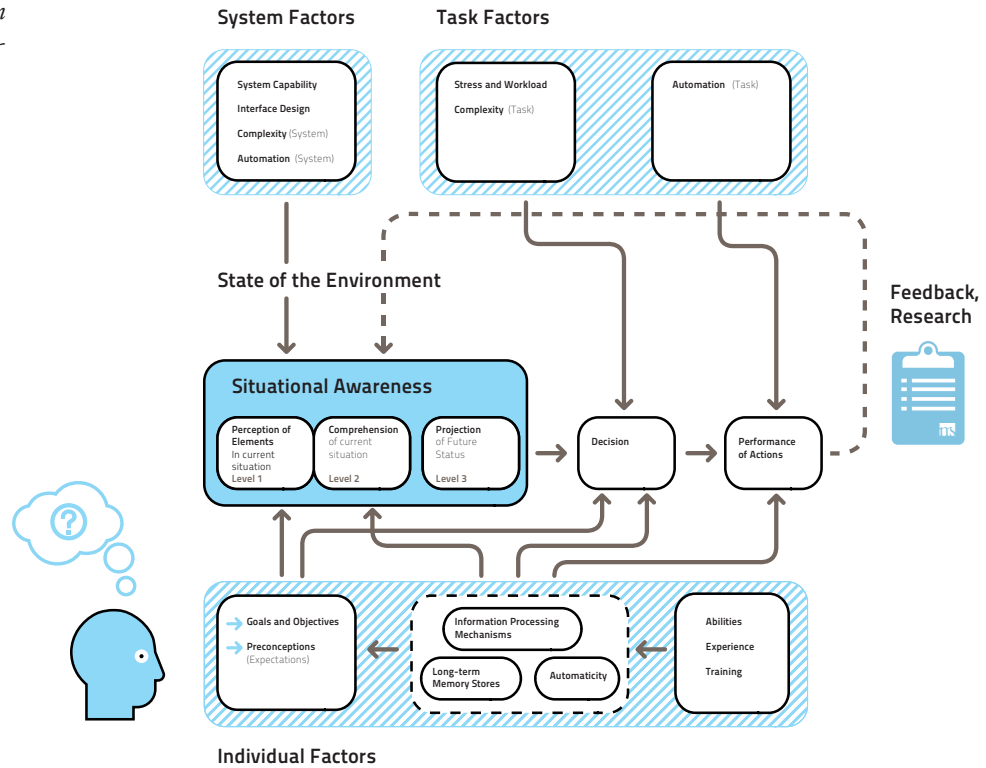 n
System Factors
Task Factors
System Capability
Interface Design
Complexity (System)
Automation (System)
Stress and Workload
Complexity (Task)
Automation (Task)
State of the Environment
Feedback,
Research
Situational Awareness
Perception of
Elements
In current
situation
Level 1
Comprehension
of current
situation
Level 2
Projection
of Future
Status
Level 3
Decision
Performance
of Actions
?
Goals and Objectives
Preconceptions
(Expectations)
Information Processing
Mechanisms
Long-term
Memory Stores
Automaticity
Abilities
Experience
Training
Individual Factors